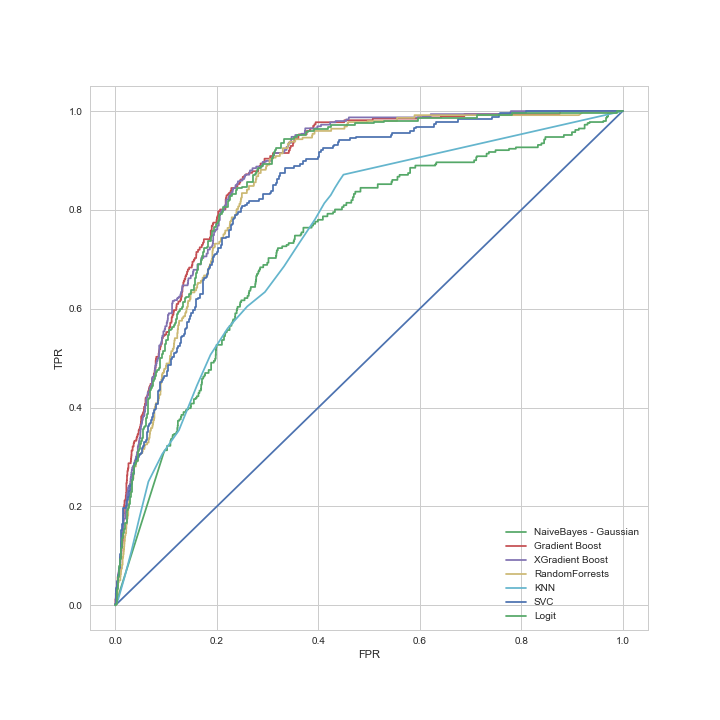 1.0
0.8
0.6
0.4
0.2
0.0
TPR
0.0 0.2 0.4 0.6 0.8 1.0
FPR
NaiveBayes - Gaussian
Gradient Boost
XGradient Boost
RandomForrests
KNN
SVC
Logit